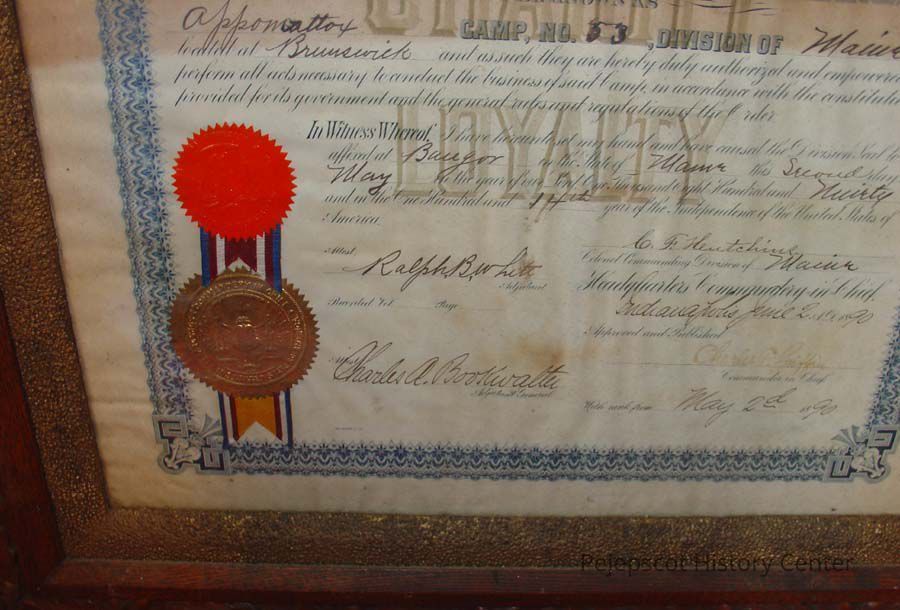 KNOWN AS
CHARITY
Appomattox CAMP, NO. 53, DIVISION OF Maine
located at Brunswick and as such they are hereby duly authorized and empowered
perform all acts necessary to conduct the business of said Camp, in accordance with the constitution
provided for its government and the general rules and regulations of the Order
LOYALTY
In Witness Whereof, I have hereunto set my hand and have caused the Division Seal to
affixed at Bangor in the State of Maine this Second day
May in the year of our Lord One Thousand eight Hundred and Ninety
and in the One Hundred and 14th year of the Independence of the United States of
America.
Attest C. F. Hutchins
Colonel Commanding Division of Maine
Ralph B. White
Adjutant
Headquarters Commandery-in-Chief,
Recorded Vol. Page
Indianapolis June 2 1890
Approved and Published
Charles
Commander in Chief
Attest
Charles A. Bookwalter
Adjutant General
With rank from May 2d 1890
Pejepscot History Center